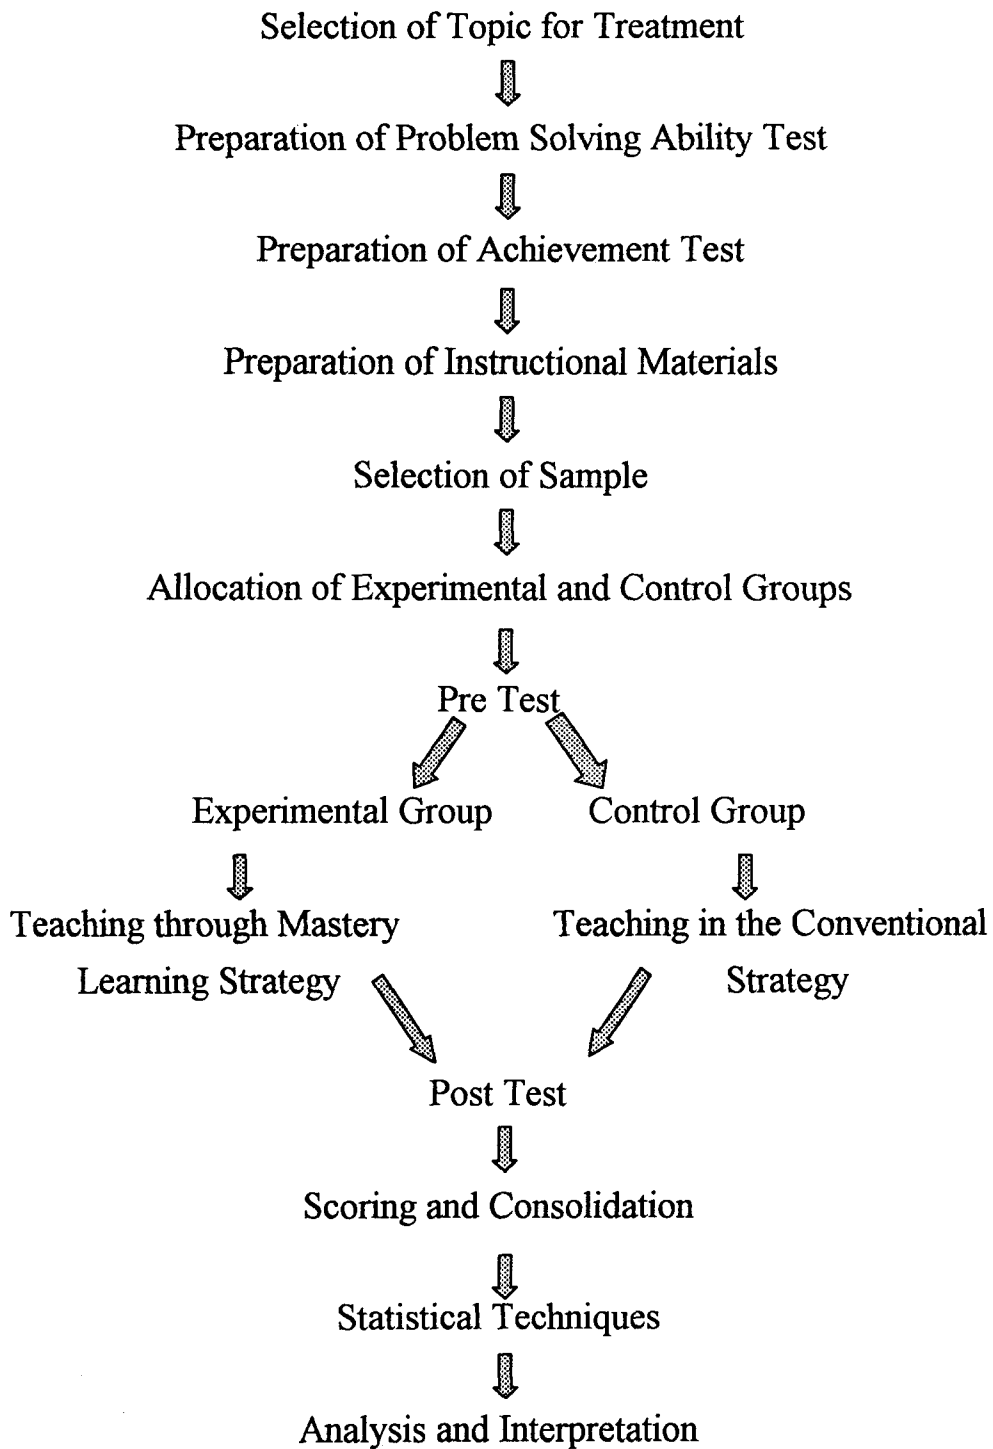 Selection of Topic for Treatment
Preparation of Problem Solving Ability Test
Preparation of Achievement Test
Preparation of Instructional Materials
Selection of Sample
Allocation of Experimental and Control Groups
Pre Test
Experimental Group
Control Group
Teaching through Mastery
Learning Strategy
Teaching in the Conventional
Strategy
Post Test
Scoring and Consolidation
Statistical Techniques
Analysis and Interpretation